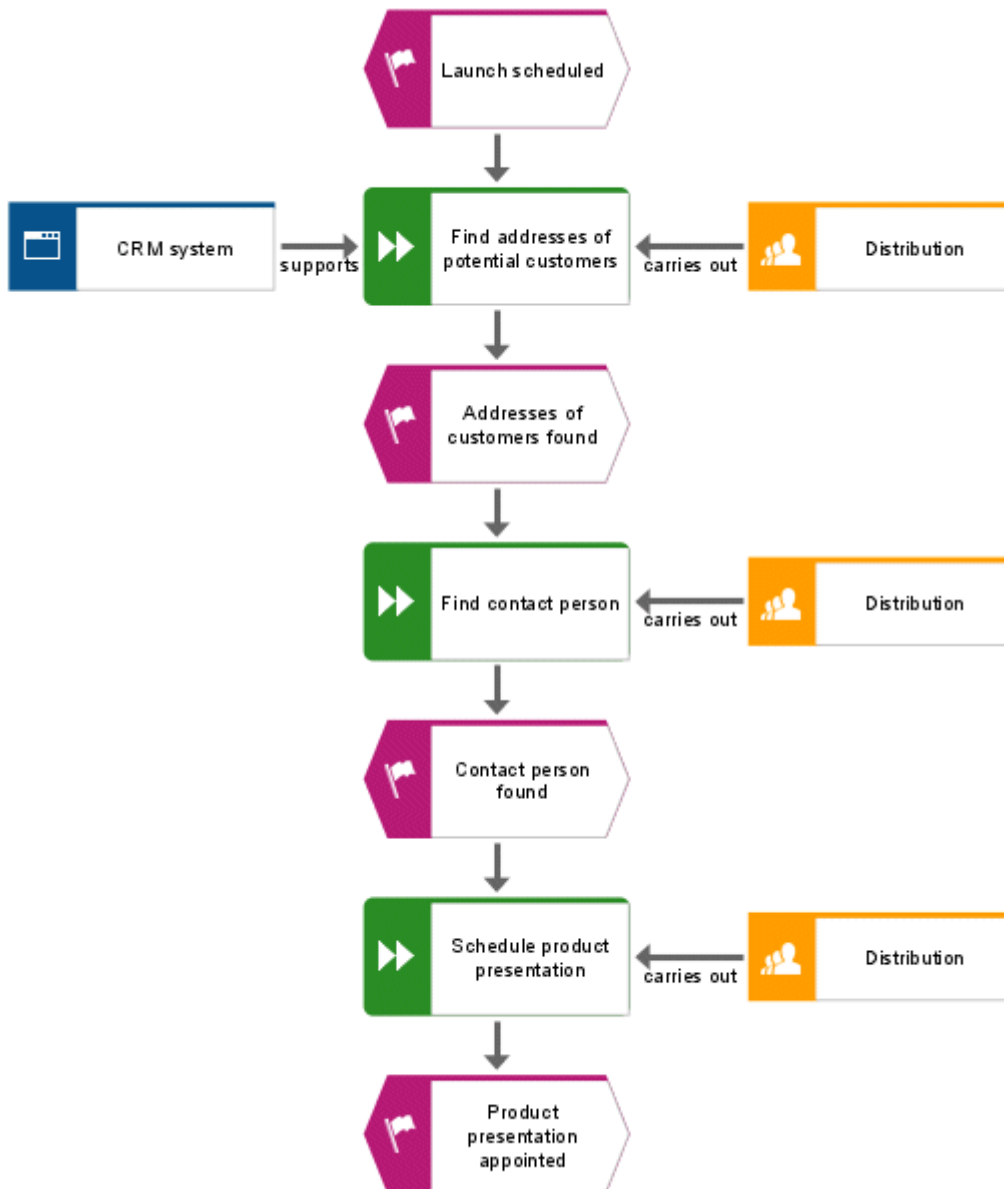 Launch scheduled
CRM system
supports
Find addresses of
potential customers
carries out
Distribution
Addresses of
customers found
Find contact person
carries out
Distribution
Contact person
found
Schedule product
presentation
carries out
Distribution
Product
presentation
appointed